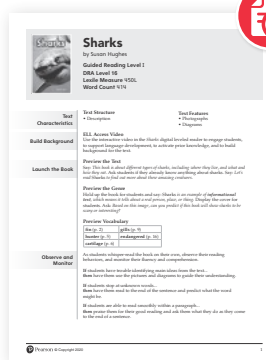 Sharks
Sharks
by Susan Hughes
Guided Reading Level I
DRA Level 16
Lexile Measure 450L
Word Count 414
Text Characteristics
Text Structure
• Description
Text Features
• Photographs
• Diagrams
Build Background
ELL Access Video
Use the interactive video in the Sharks digital leveled reader to engage students,
to support language development, to activate prior knowledge, and to build
background for the text.
Launch the Book
Preview the Text
Say: This book is about different types of sharks, including where they live, and what and
how they eat. Ask students if they already know anything about sharks. Say: Let's
read Sharks to find out more about these amazing creatures.
Preview the Genre
Hold up the book for students and say: Sharks is an example of informational
text, which means it tells about a real person, place, or thing. Display the cover for
students. Ask: Based on this image, can you predict if this book will show sharks to be
scary or interesting?
Preview Vocabulary
fin (p. 2)
gills (p. 9)
hunter (p. 5)
endangered (p. 16)
cartilage (p. 6)
Observe and Monitor
As students whisper-read the book on their own, observe their reading
behaviors, and monitor their fluency and comprehension.
If students have trouble identifying main ideas from the text…
then have them use the pictures and diagrams to guide their understanding.
If students stop at unknown words…
then have them read to the end of the sentence and predict what the word
might be.
If students are able to read smoothly within a paragraph…
then praise them for their good reading and ask them what they do as they come
to the end of a sentence.
Pearson © Copyright 2020
1